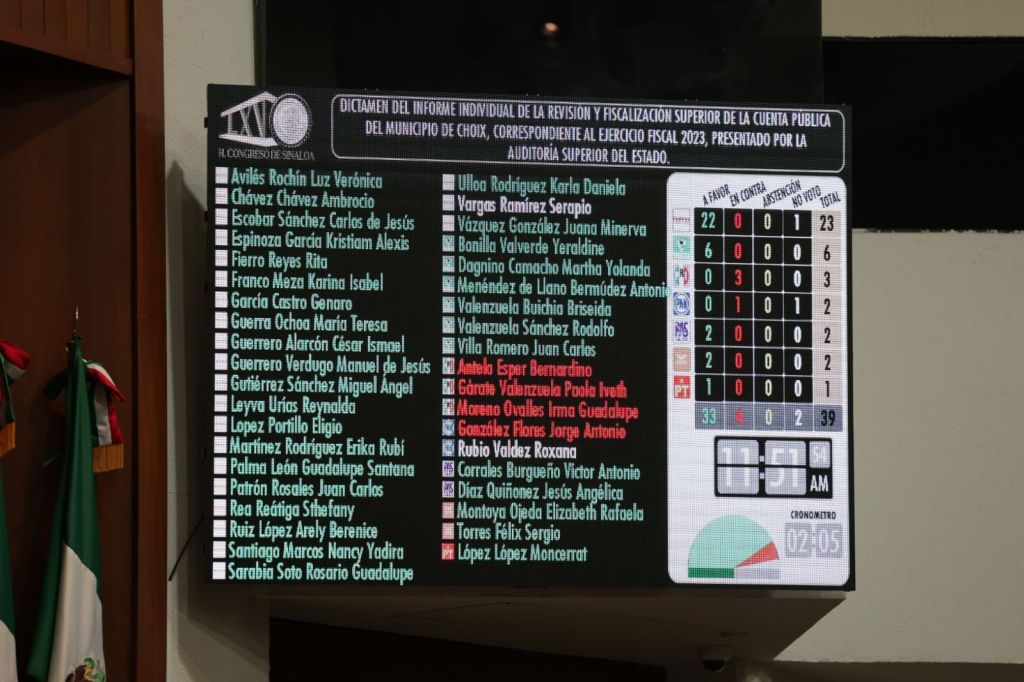 LXV
H. CONGRESO DE SINALOA
DICTAMEN DEL INFORME INDIVIDUAL DE LA REVISIÓN Y FISCALIZACIÓN SUPERIOR DE LA CUENTA PÚBLICA
DEL MUNICIPIO DE CHOIX, CORRESPONDIENTE AL EJERCICIO FISCAL 2023, PRESENTADO POR LA
AUDITORÍA SUPERIOR DEL ESTADO.
Avilés Rochín Luz Verónica
Chávez Chávez Ambrocio
Escobar Sánchez Carlos de Jesús
Espinoza García Kristiam Alexis
Fierro Reyes Rita
Franco Meza Karina Isabel
García Castro Genaro
Guerra Ochoa María Teresa
Guerrero Alarcón César Ismael
Guerrero Verdugo Manuel de Jesús
Gutiérrez Sánchez Miguel Ángel
Leyva Urías Reynalda
Lopez Portillo Eligio
Martínez Rodríguez Erika Rubí
Palma León Guadalupe Santana
Patrón Rosales Juan Carlos
Rea Reátiga Sthefany
Ruiz López Arely Berenice
Santiago Marcos Nancy Yadira
Sarabia Soto Rosario Guadalupe
Ulloa Rodríguez Karla Daniela
Vargas Ramírez Serapio
Vázquez González Juana Minerva
Bonilla Valverde Yeraldine
Dagnino Camacho Martha Yolanda
Menéndez de Llano Bermúdez Antonio
Valenzuela Buichia Briseida
Valenzuela Sánchez Rodolfo
Villa Romero Juan Carlos
Antelo Esper Bernardino
Gárate Valenzuela Paola Iveth
Moreno Ovalles Irma Guadalupe
González Flores Jorge Antonio
Rubio Valdez Roxana
Corrales Burgueño Víctor Antonio
Díaz Quiñonez Jesús Angélica
Montoya Ojeda Elizabeth Rafaela
Torres Félix Sergio
PT López López Moncerrat
A FAVOR EN CONTRA ABSTENCIÓN NO VOTO TOTAL
22 0 0 1 23
6 0 0 0 6
PRI 0 3 0 0 3
PAN 0 1 0 1 2
PAS 2 0 0 0 2
2 0 0 0 2
PT 1 0 0 0 1
33 4 0 2 39
11:51 54
AM
CRONOMETRO
02:05